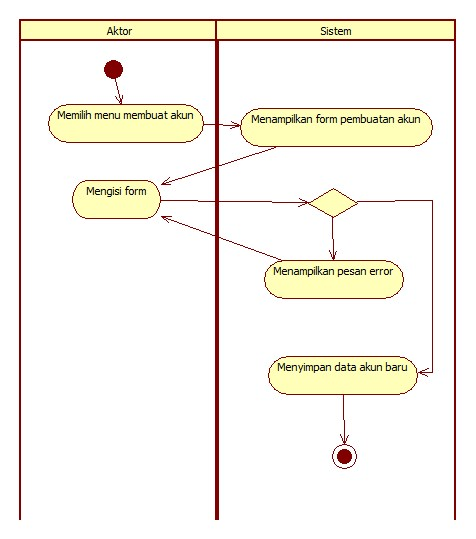 Aktor
Sistem
Memilih menu membuat akun
Menampilkan form pembuatan akun
Mengisi form
Menampilkan pesan error
Menyimpan data akun baru